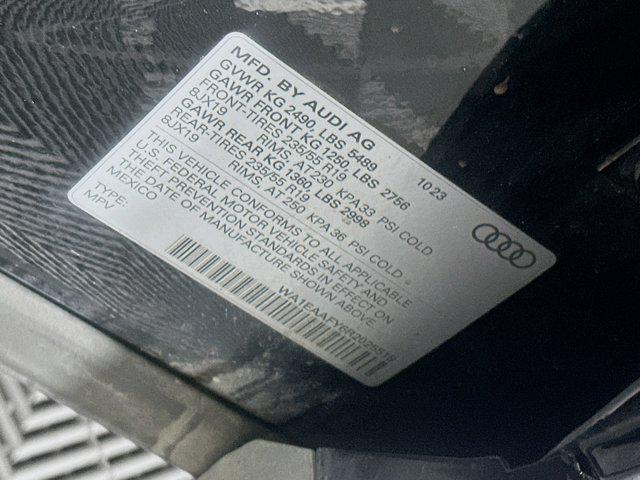 MFD. BY AUDI AG 10 23
GVWR KG 2490, LBS 5489
GAWR FRONT KG 1250 LBS 2756
FRONT-TIRES 235/55 R19
8JX19 RIMS, AT 230 KPA 33 PSI COLD
GAWR REAR KG 1360 LBS 2998
REAR-TIRES 235/55 R19
8JX19 RIMS, AT 250 KPA 36 PSI COLD
THIS VEHICLE CONFORMS TO ALL APPLICABLE
U.S. FEDERAL MOTOR VEHICLE SAFETY AND
THEFT PREVENTION STANDARDS IN EFFECT ON
THE DATE OF MANUFACTURE SHOWN ABOVE.
MEXICO
WA1EAAFY6R2025518
TYPE:
MPV